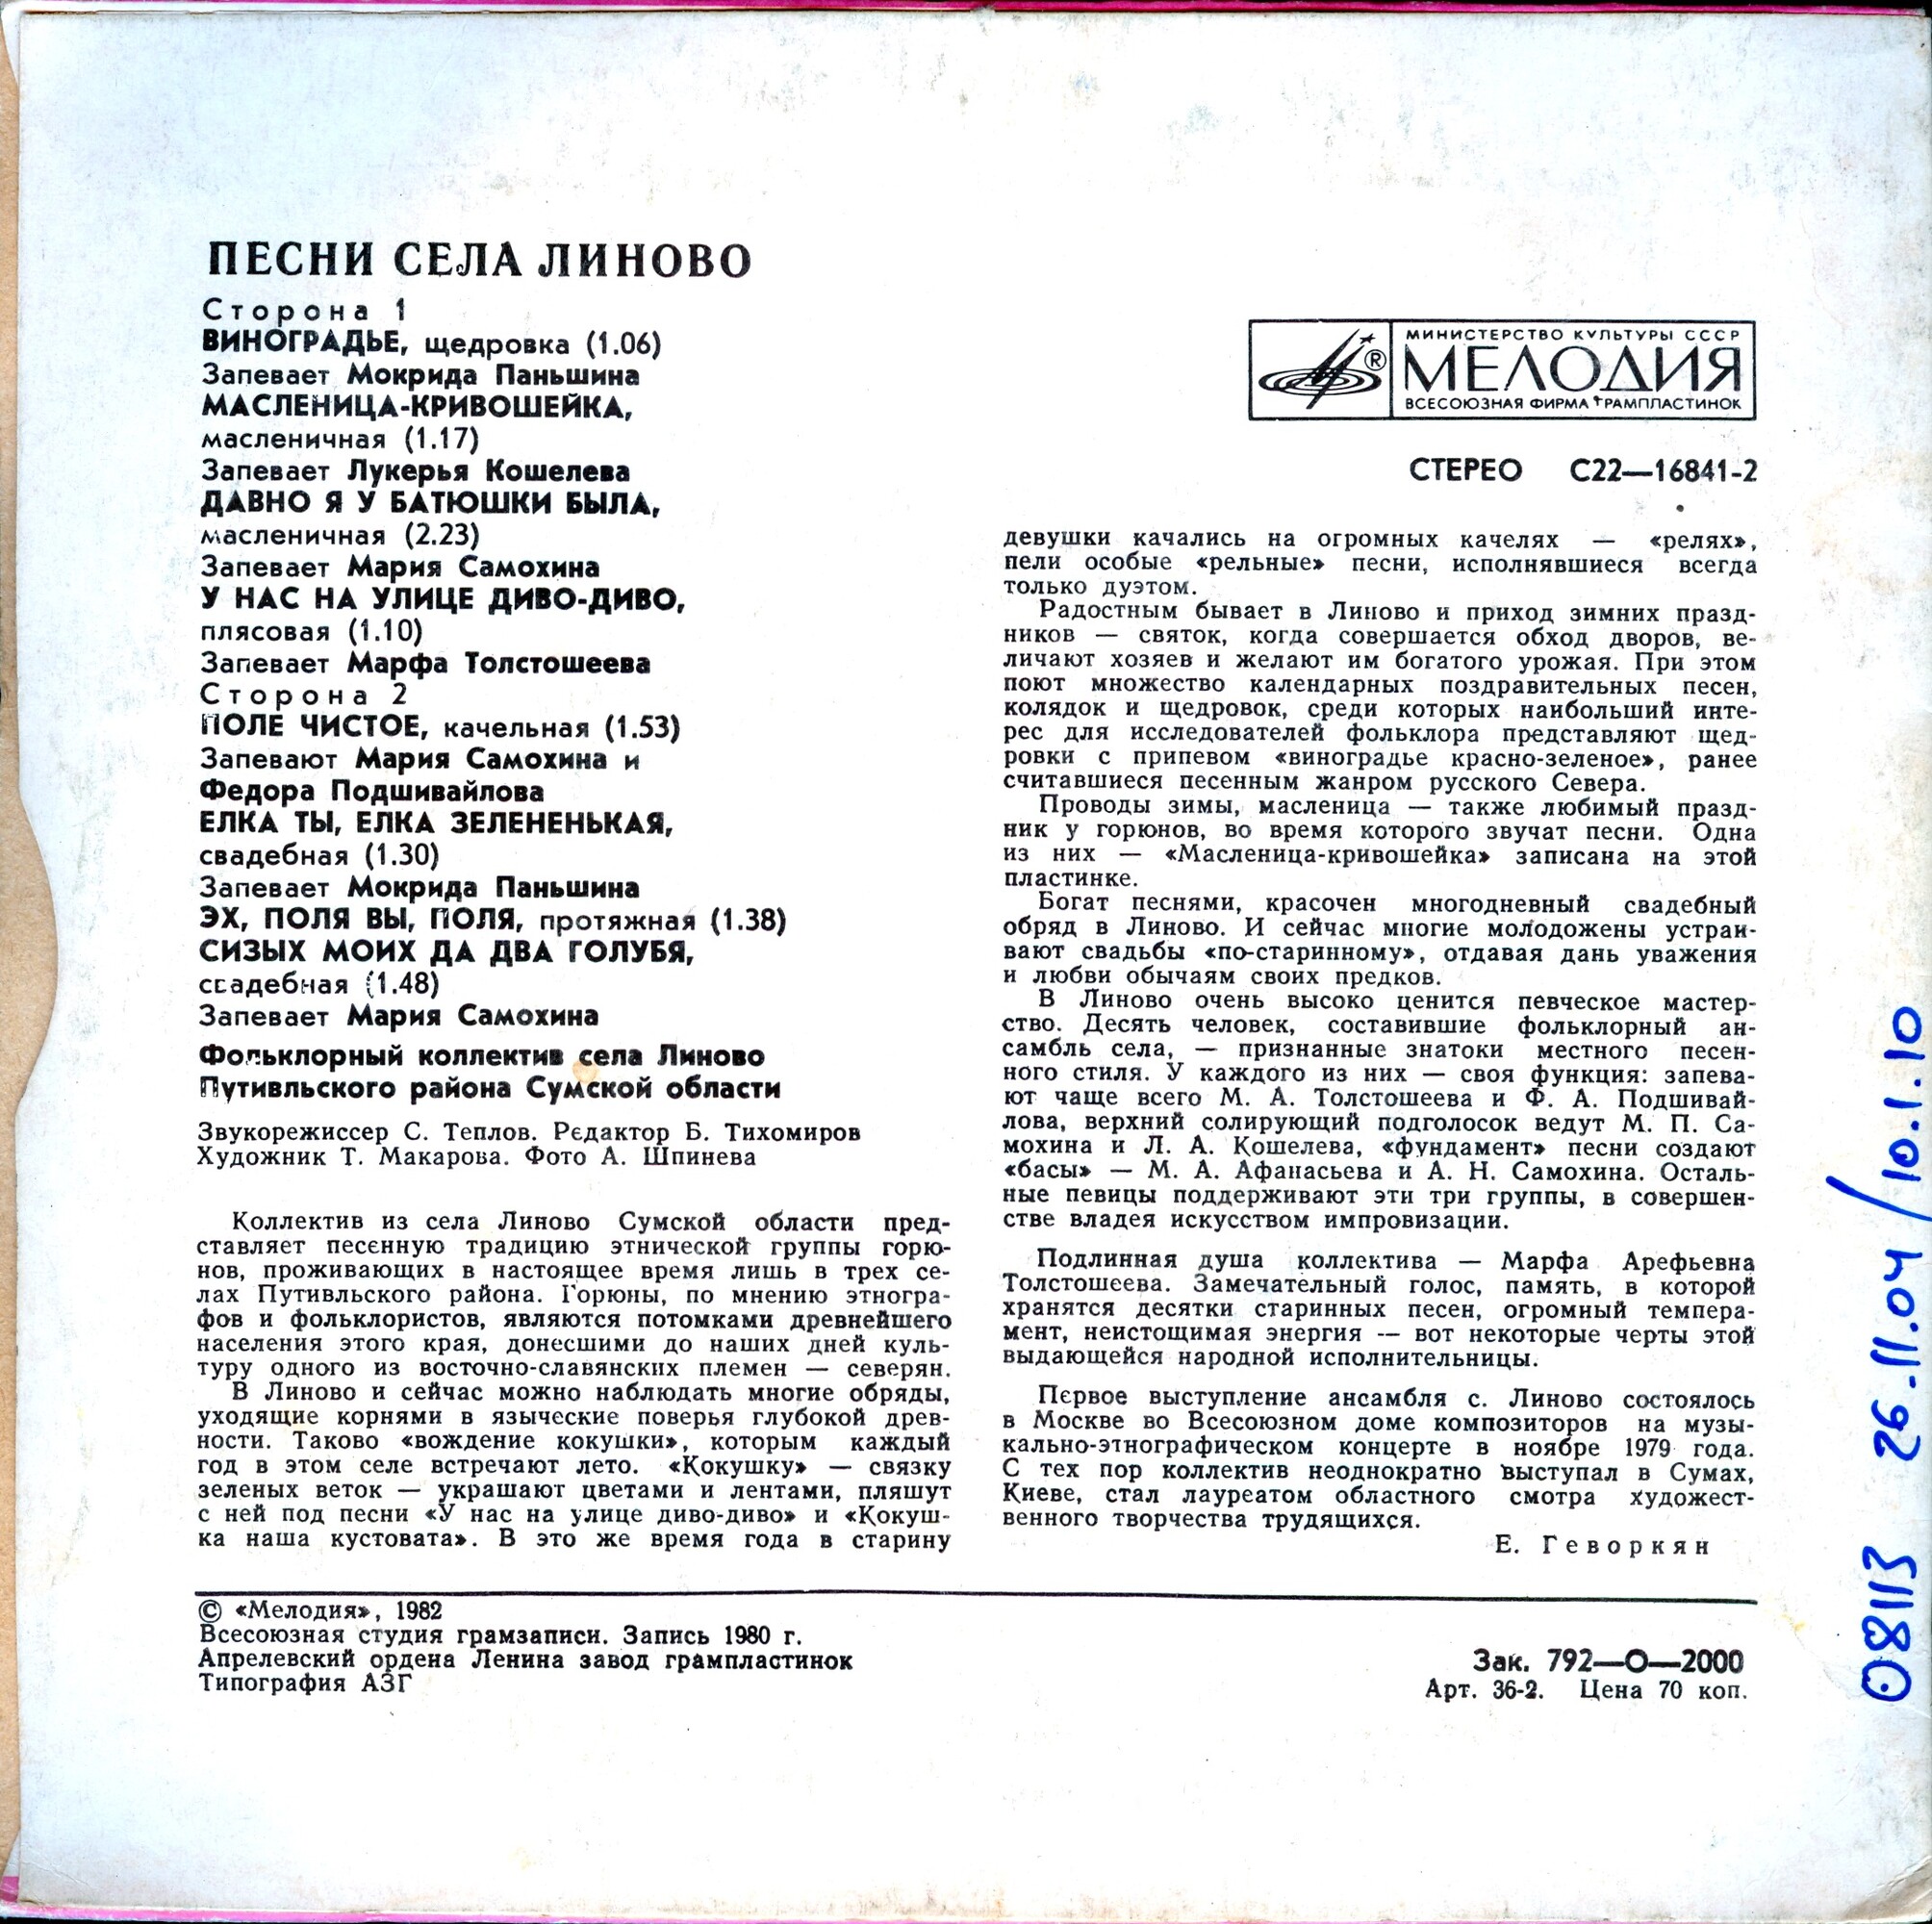 ПЕСНИ СЕЛА ЛИНОВО
Сторона 1
ВИНОГРАДЬЕ, щедровка (1.06)
Запевает Мокрида Паньшина
МАСЛЕНИЦА-КРИВОШЕЙКА,
масленичная (1.17)
Запевает Лукерья Кошелева
ДАВНО Я У БАТЮШКИ БЫЛА,
масленичная (2.23)
Запевает Мария Самохина
У НАС НА УЛИЦЕ ДИВО-ДИВО,
плясовая (1.10)
Запевает Марфа Толстошеева
Сторона 2
ПОЛЕ ЧИСТОЕ, качельная (1.53)
Запевают Мария Самохина и
Федора Подшивайлова
ЕЛКА ТЫ, ЕЛКА ЗЕЛЕНЕНЬКАЯ,
свадебная (1.30)
Запевает Мокрида Паньшина
ЭХ, ПОЛЯ ВЫ, ПОЛЯ, протяжная (1.38)
СИЗЫХ МОИХ ДА ДВА ГОЛУБЯ,
свадебная (1.48)
Запевает Мария Самохина
Фольклорный коллектив села Линово
Путивльского района Сумской области
Звукорежиссер С. Теплов. Редактор Б. Тихомиров
Художник Т. Макарова. Фото А. Шпинева
Коллектив из села Линово Сумской области пред-
ставляет песенную традицию этнической группы горю-
нов, проживающих в настоящее время лишь в трех се-
лах Путивльского района. Горюны, по мнению этногра-
фов и фольклористов, являются потомками древнейшего
населения этого края, донесшими до наших дней куль-
туру одного из восточно-славянских племен — северян.
В Линово и сейчас можно наблюдать многие обряды,
уходящие корнями в языческие поверья глубокой древ-
ности. Таково «вождение кокушки», которым каждый
год в этом селе встречают лето. «Кокушку» — связку
зеленых веток — украшают цветами и лентами, пляшут
с ней под песни «У нас на улице диво-диво» и «Кокуш-
ка наша кустовата». В это же время года в старину
МИНИСТЕРСТВО КУЛЬТУРЫ СССР
® МЕЛОДИЯ
ВСЕСОЮЗНАЯ ФИРМА ГРАМПЛАСТИНОК
СТЕРЕО С22—16841-2
девушки качались на огромных качелях — «релях»,
пели особые «рельные» песни, исполнявшиеся всегда
только дуэтом.
Радостным бывает в Линово и приход зимних празд-
ников — святок, когда совершается обход дворов, ве-
личают хозяев и желают им богатого урожая. При этом
поют множество календарных поздравительных песен,
колядок и щедровок, среди которых наибольший инте-
рес для исследователей фольклора представляют щед-
ровки с припевом «виноградье красно-зеленое», ранее
считавшиеся песенным жанром русского Севера.
Проводы зимы, масленица — также любимый празд-
ник у горюнов, во время которого звучат песни. Одна
из них — «Масленица-кривошейка» записана на этой
пластинке.
Богат песнями, красочен многодневный свадебный
обряд в Линово. И сейчас многие молодожены устраи-
вают свадьбы «по-старинному», отдавая дань уважения
и любви обычаям своих предков.
В Линово очень высоко ценится певческое мастер-
ство. Десять человек, составившие фольклорный ан-
самбль села, — признанные знатоки местного песен-
ного стиля. У каждого из них — своя функция: запева-
ют чаще всего М. А. Толстошеева и Ф. А. Подшивай-
лова, верхний солирующий подголосок ведут М. П. Са-
мохина и Л. А. Кошелева, «фундамент» песни создают
«басы» — М. А. Афанасьева и А. Н. Самохина. Осталь-
ные певицы поддерживают эти три группы, в совершен-
стве владея искусством импровизации.
Подлинная душа коллектива — Марфа Арефьевна
Толстошеева. Замечательный голос, память, в которой
хранятся десятки старинных песен, огромный темпера-
мент, неистощимая энергия — вот некоторые черты этой
выдающейся народной исполнительницы.
Первое выступление ансамбля с. Линово состоялось
в Москве во Всесоюзном доме композиторов на музы-
кально-этнографическом концерте в ноябре 1979 года.
С тех пор коллектив неоднократно выступал в Сумах,
Киеве, стал лауреатом областного смотра художест-
венного творчества трудящихся.
Е. Геворкян
© «Мелодия», 1982
Всесоюзная студия грамзаписи. Запись 1980 г.
Апрелевский ордена Ленина завод грампластинок
Типография АЗГ
Зак. 792—О—2000
Арт. 36-2. Цена 70 коп.
08113 26.11.04/10.1.10